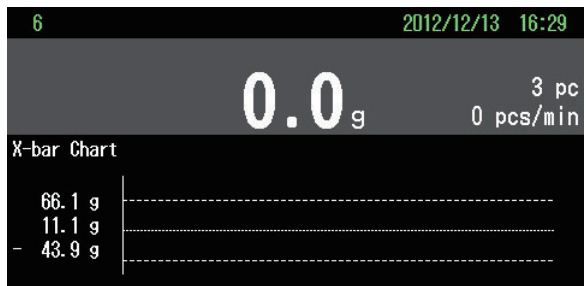 6 2012/12/13 16:29
0.0 g
3 pc
0 pcs/min
X-bar Chart
66.1 g
11.1 g
- 43.9 g